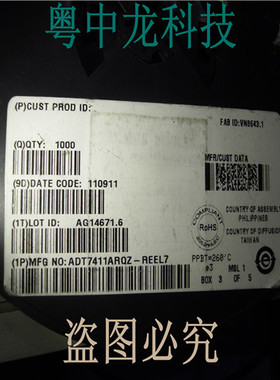 粤中龙科技
(P)CUST PROD ID:
FAB ID:VN8643.1
(Q)QTY: 1000
MFR/CUST DATA
(9D)DATE CODE: 110911
COMPLIANT
RoHS
COUNTRY OF ASSEMBLY
PHILIPPINES
COUNTRY OF DIFFUSION
TAIWAN
(1T)LOT ID: AG14671.6
(1P)MFG NO: ADT7411ARQZ-REEL7
PPBT=260'C
e3 MSL 1
BOX 3 OF 5
盗图必究